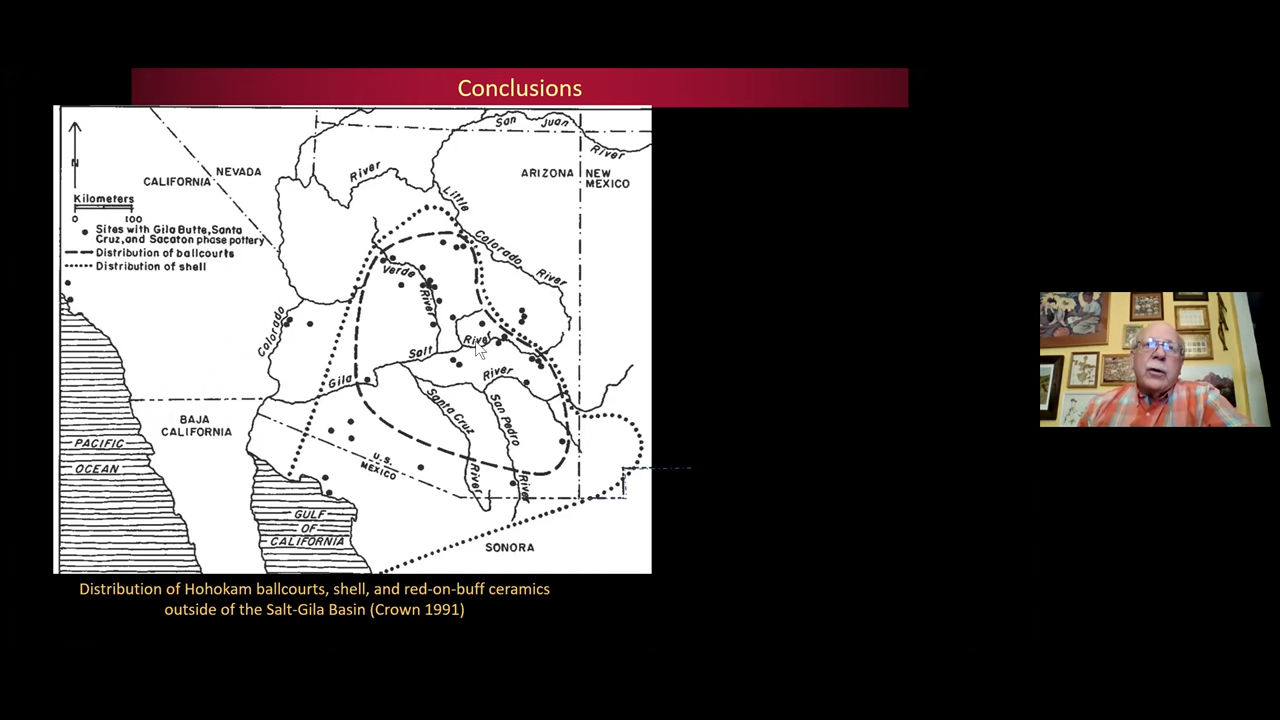 Conclusions
San Juan
River
NEVADA
CALIFORNIA
River
ARIZONA
NEW
MEXICO
N
Kilometers
0 100
Sites with Gila Butte, Santa
Cruz, and Sacaton phase pottery
Distribution of ballcourts
Distribution of shell
Little
Colorado
River
Verde
River
Colorado
River
Salt
River
Gila
Santa Cruz
River
San Pedro
River
BAJA
CALIFORNIA
PACIFIC
OCEAN
U.S.
MEXICO
GULF
OF
CALIFORNIA
SONORA
Distribution of Hohokam ballcourts, shell, and red-on-buff ceramics
outside of the Salt-Gila Basin (Crown 1991)